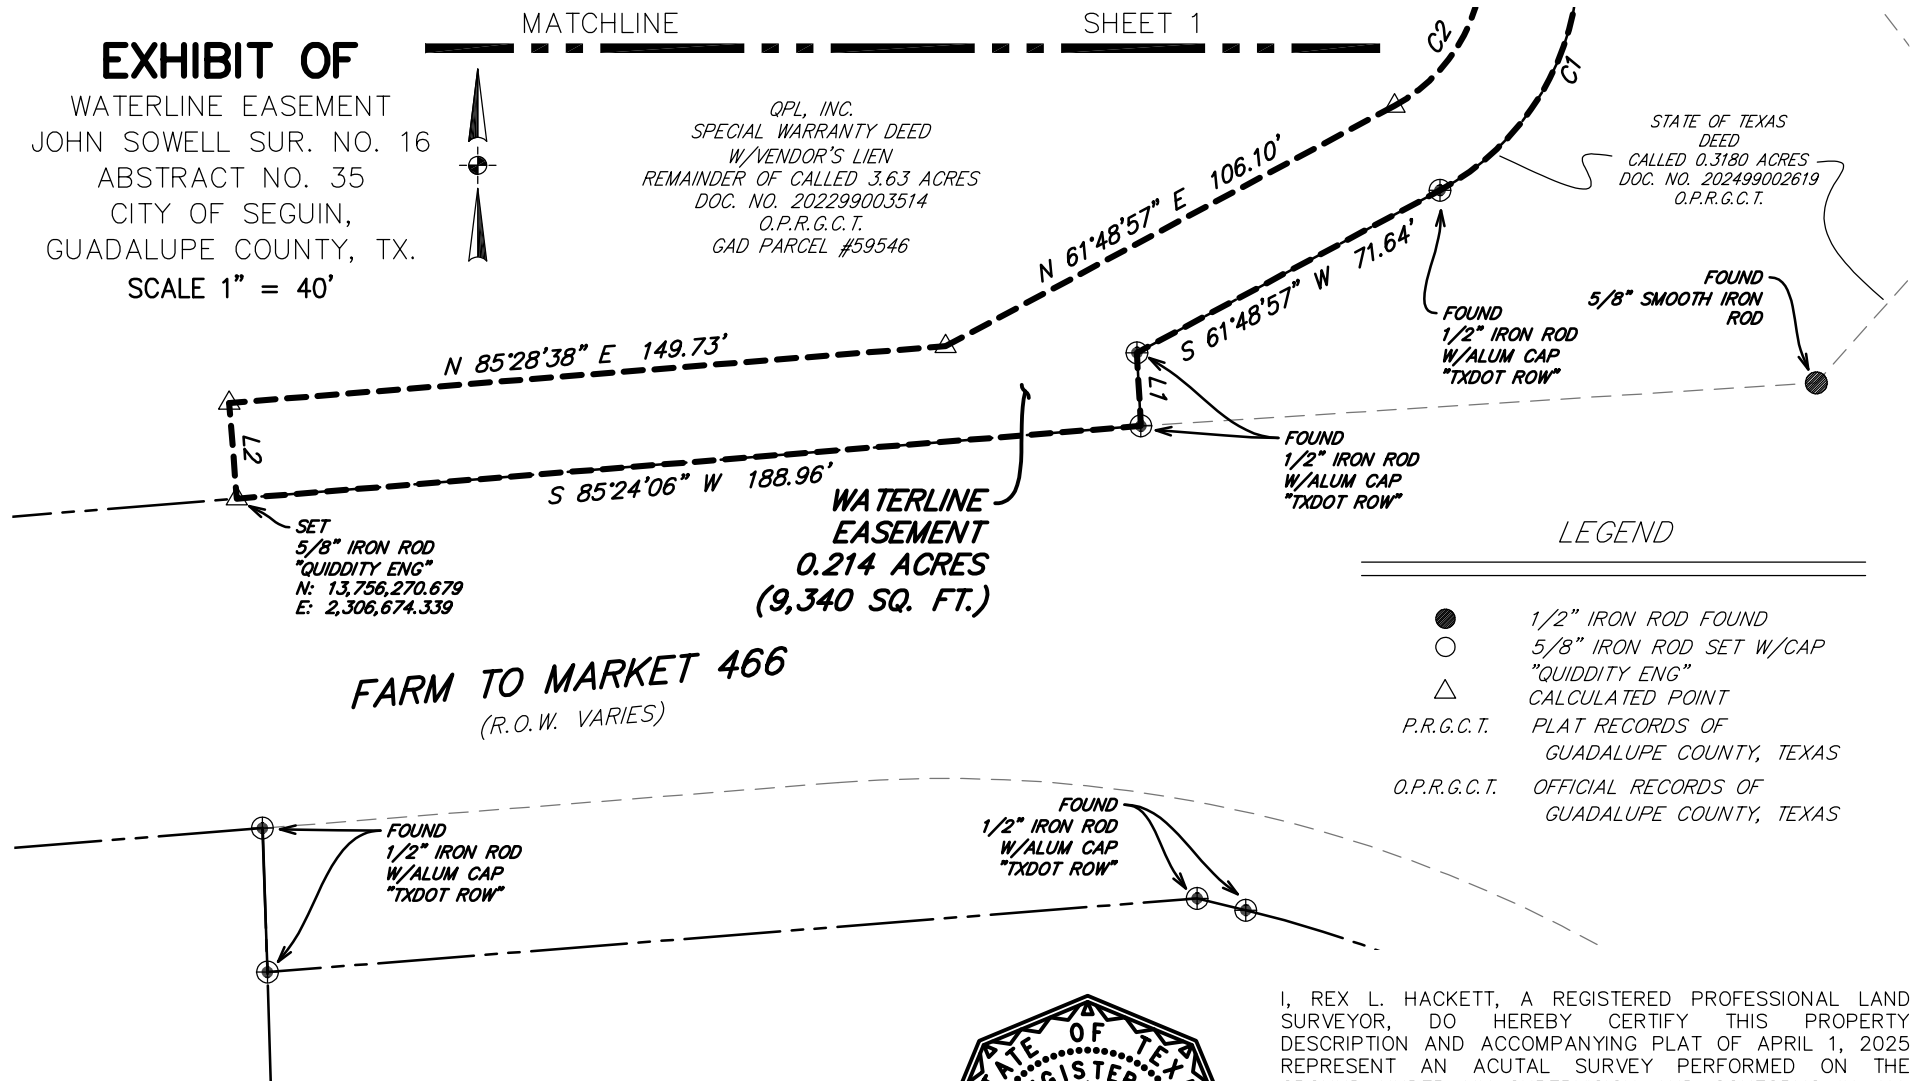 MATCHLINE
SHEET 1
EXHIBIT OF
WATERLINE EASEMENT
JOHN SOWELL SUR. NO. 16
ABSTRACT NO. 35
CITY OF SEGUIN,
GUADALUPE COUNTY, TX.
SCALE 1" = 40'
QPL, INC.
SPECIAL WARRANTY DEED
W/VENDOR'S LIEN
REMAINDER OF CALLED 3.63 ACRES
DOC. NO. 202299003514
O.P.R.G.C.T.
GAD PARCEL #59546
C2
C1
STATE OF TEXAS
DEED
CALLED 0.3180 ACRES
DOC. NO. 202499002619
O.P.R.G.C.T.
N 61°48'57" E 106.10'
S 61°48'57" W 71.64'
FOUND
5/8" SMOOTH IRON
ROD
FOUND
1/2" IRON ROD
W/ALUM CAP
"TXDOT ROW"
N 85°28'38" E 149.73'
L1
L2
S 85°24'06" W 188.96'
FOUND
1/2" IRON ROD
W/ALUM CAP
"TXDOT ROW"
WATERLINE
EASEMENT
0.214 ACRES
(9,340 SQ. FT.)
SET
5/8" IRON ROD
"QUIDDITY ENG"
N: 13,756,270.679
E: 2,306,674.339
LEGEND
1/2" IRON ROD FOUND
5/8" IRON ROD SET W/CAP
"QUIDDITY ENG"
CALCULATED POINT
P.R.G.C.T. PLAT RECORDS OF
GUADALUPE COUNTY, TEXAS
O.P.R.G.C.T. OFFICIAL RECORDS OF
GUADALUPE COUNTY, TEXAS
FARM TO MARKET 466
(R.O.W. VARIES)
FOUND
1/2" IRON ROD
W/ALUM CAP
"TXDOT ROW"
FOUND
1/2" IRON ROD
W/ALUM CAP
"TXDOT ROW"
OF
I, REX L. HACKETT, A REGISTERED PROFESSIONAL LAND
SURVEYOR, DO HEREBY CERTIFY THIS PROPERTY
DESCRIPTION AND ACCOMPANYING PLAT OF APRIL 1, 2025
REPRESENT AN ACUTAL SURVEY PERFORMED ON THE